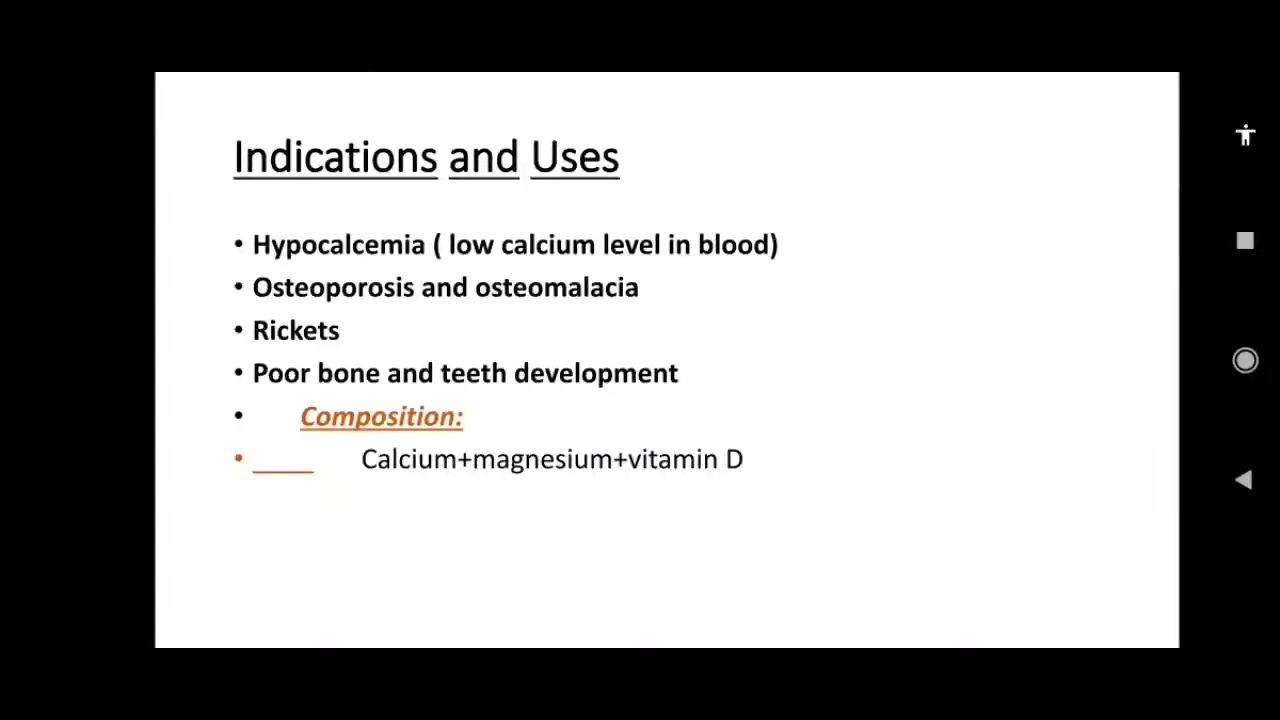 Indications and Uses
• Hypocalcemia ( low calcium level in blood)
• Osteoporosis and osteomalacia
• Rickets
• Poor bone and teeth development
• Composition:
• ____ Calcium+magnesium+vitamin D